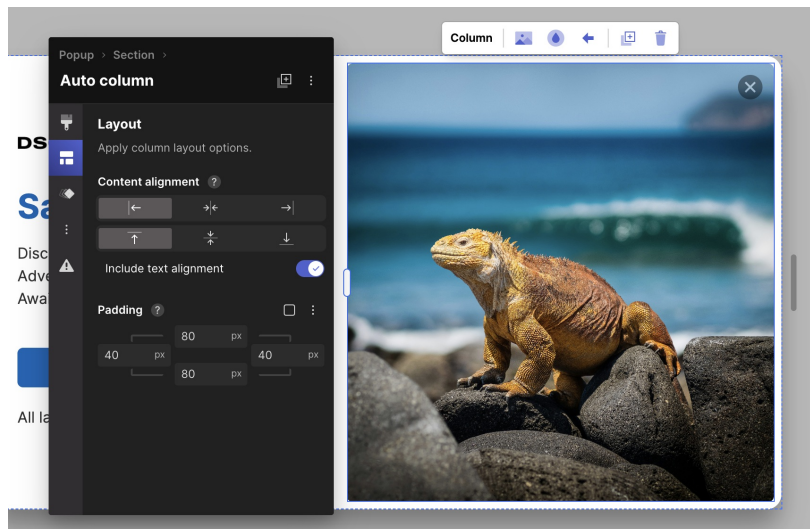 Column
Popup > Section >
Auto column
Layout
Apply column layout options.
Content alignment ?
Include text alignment
Padding ?
80 px
40 px
40 px
80 px
DS
Sa
Disc
Adve
Awa
All la